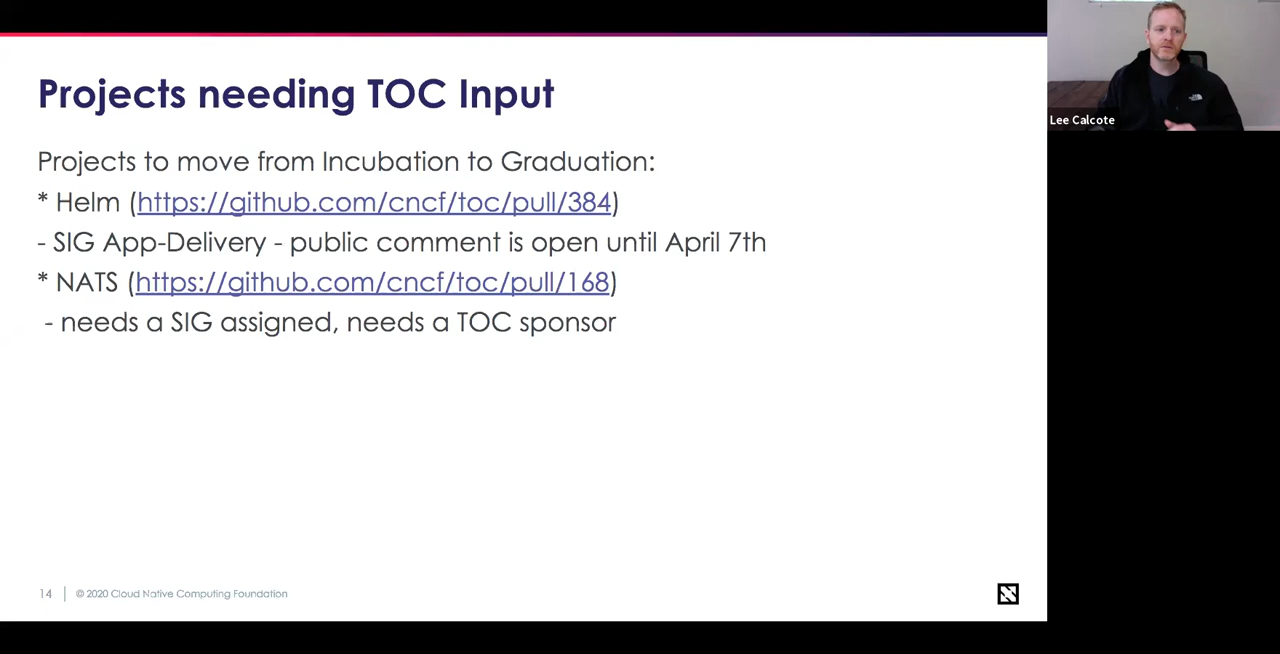 Projects needing TOC Input
Projects to move from Incubation to Graduation:
* Helm (https://github.com/cncf/toc/pull/384)
- SIG App-Delivery - public comment is open until April 7th
* NATS (https://github.com/cncf/toc/pull/168)
- needs a SIG assigned, needs a TOC sponsor
14
© 2020 Cloud Native Computing Foundation
Lee Calcote